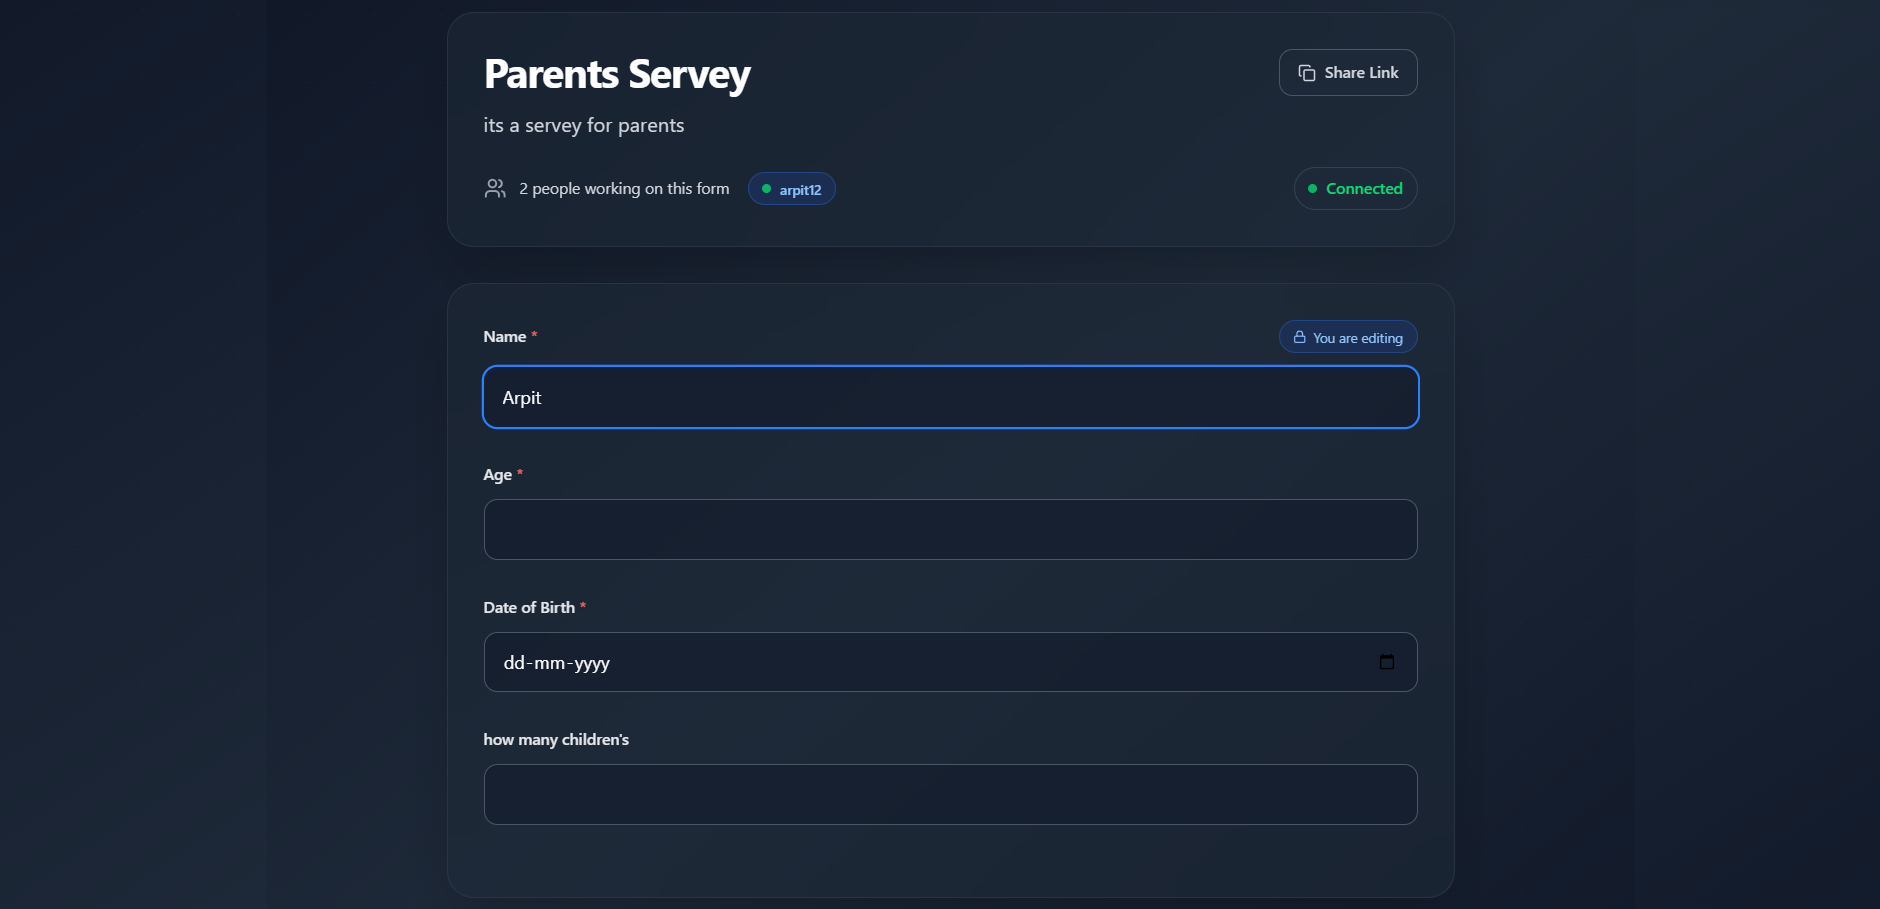 Parents Servey
Share Link
its a servey for parents
2 people working on this form
arpit12
Connected
Name *
You are editing
Arpit
Age *
Date of Birth *
dd-mm-yyyy
how many children's